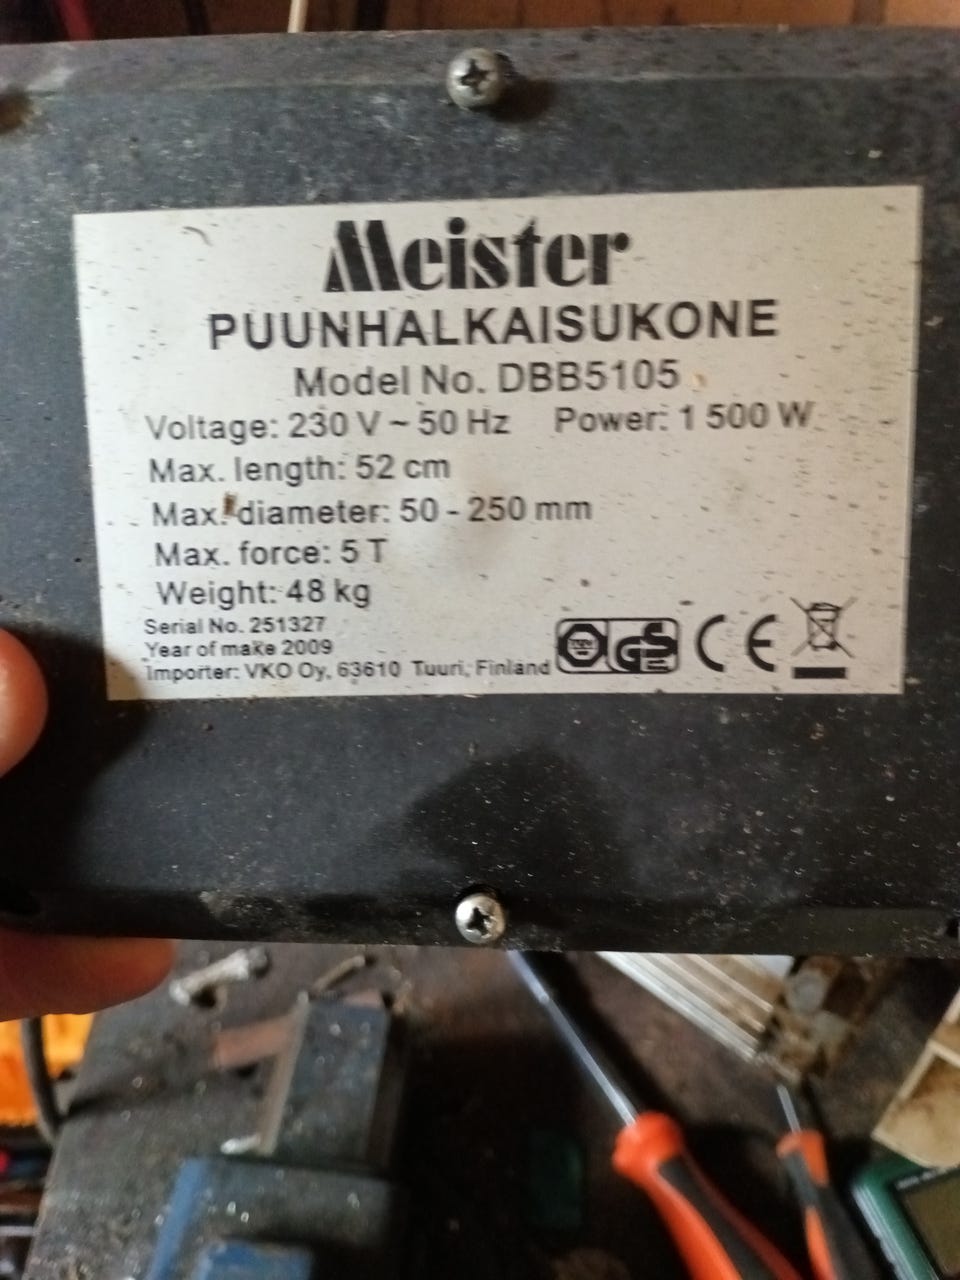 Meister
PUUNHALKAISUKONE
Model No. DBB5105
Voltage: 230 V ~ 50 Hz Power: 1 500 W
Max. length: 52 cm
Max. diameter: 50 - 250 mm
Max. force: 5 T
Weight: 48 kg
Serial No. 251327
Year of make 2009
Importer: VKO Oy, 63610 Tuuri, Finland
GS CE